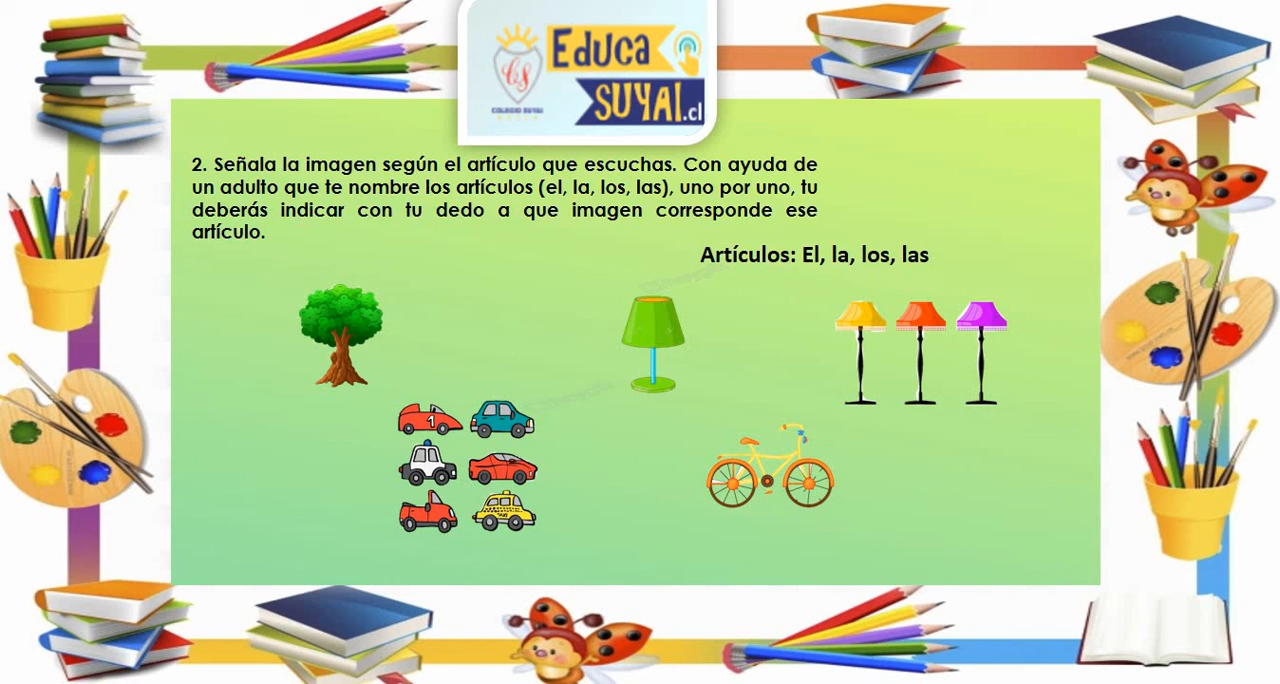 Educa
SUYAI.cl
COLEGIO SUYAI
2. Señala la imagen según el artículo que escuchas. Con ayuda de
un adulto que te nombre los artículos (el, la, los, las), uno por uno, tu
deberás indicar con tu dedo a que imagen corresponde ese
artículo.
Artículos: El, la, los, las
1
TAXI